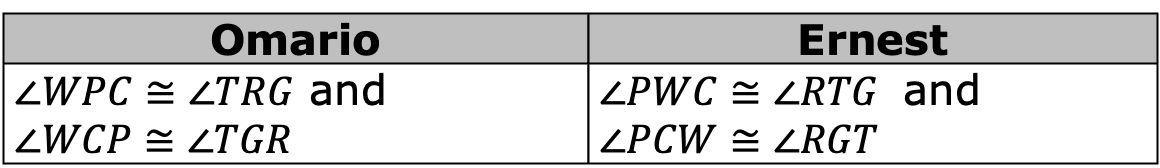 Omario
Ernest
∠WPC ≅ ∠TRG and
∠WCP ≅ ∠TGR
∠PWC ≅ ∠RTG and
∠PCW ≅ ∠RGT